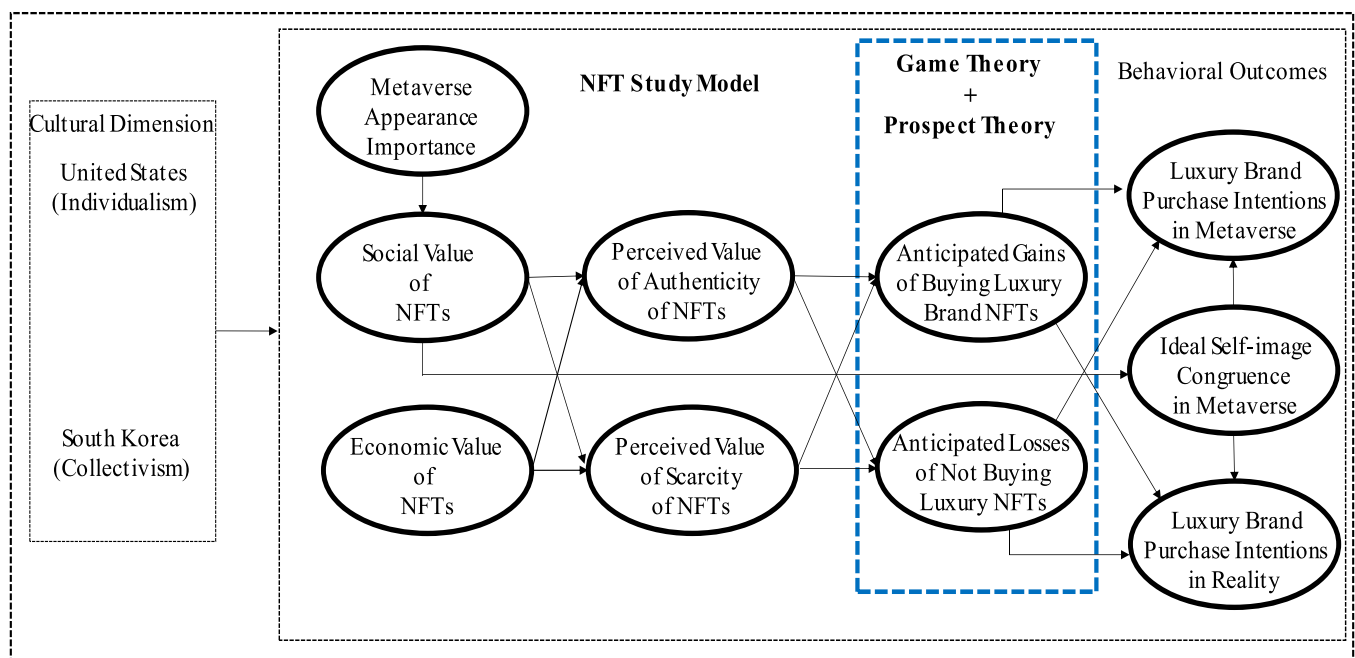 Cultural Dimension
United States
(Individualism)
South Korea
(Collectivism)
NFT Study Model
Metaverse
Appearance
Importance
Social Value
of
NFTs
Economic Value
of
NFTs
Perceived Value
of Authenticity
of NFTs
Perceived Value
of Scarcity
of NFTs
Game Theory
+
Prospect Theory
Anticipated Gains
of Buying Luxury
Brand NFTs
Anticipated Losses
of Not Buying
Luxury NFTs
Behavioral Outcomes
Luxury Brand
Purchase Intentions
in Metaverse
Ideal Self-image
Congruence
in Metaverse
Luxury Brand
Purchase Intentions
in Reality